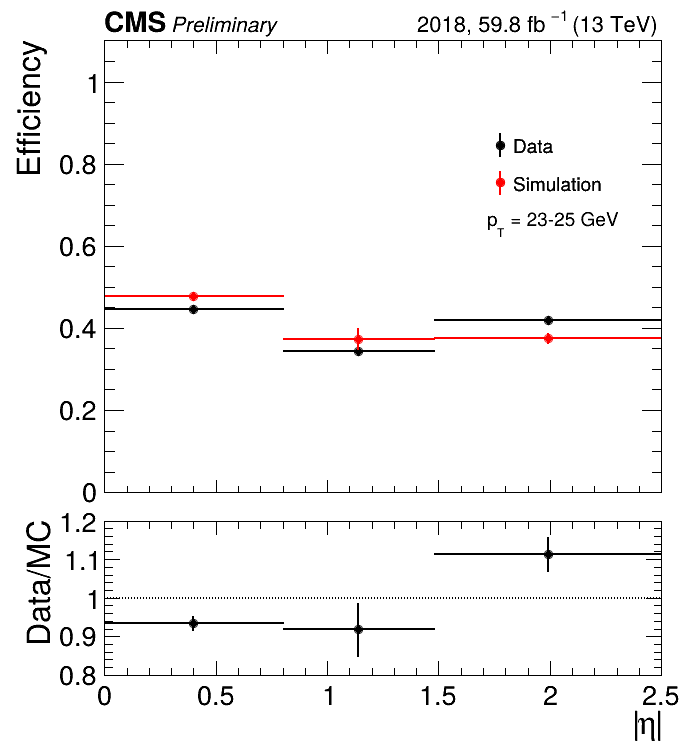 CMS Preliminary 2018, 59.8 fb⁻¹ (13 TeV)
Efficiency
1
0.8
0.6
0.4
0.2
0
Data
Simulation
p_T = 23-25 GeV
Data/MC
1.2
1.1
1
0.9
0.8
0 0.5 1 1.5 2 2.5
|η|